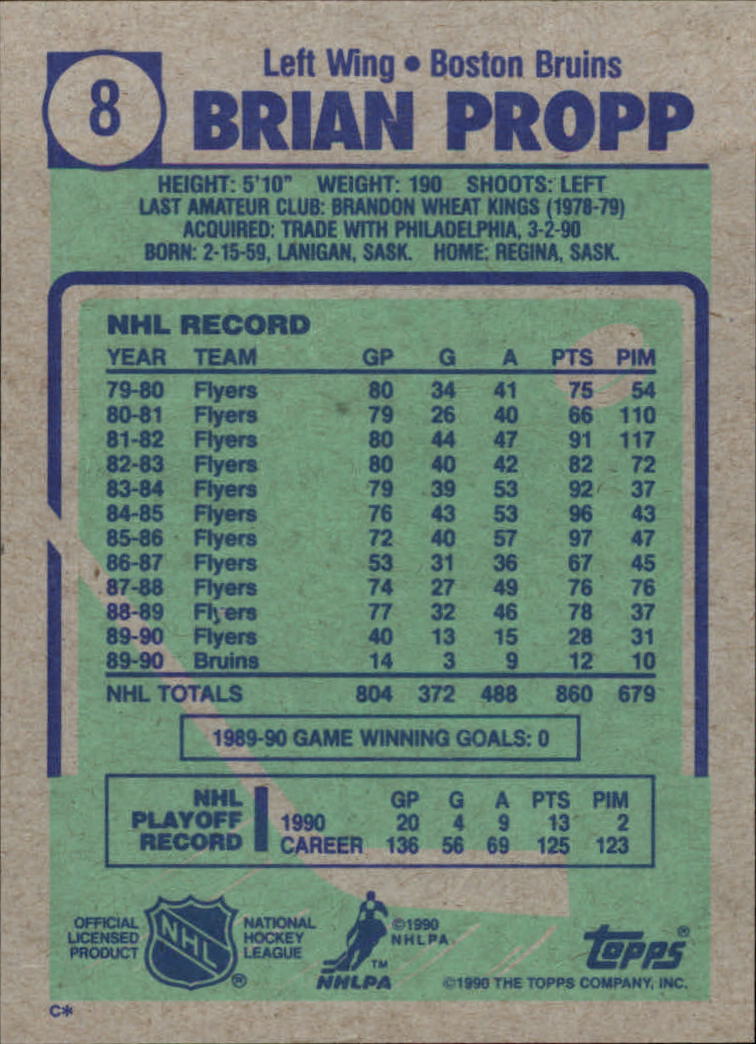 8
Left Wing • Boston Bruins
BRIAN PROPP
HEIGHT: 5'10" WEIGHT: 190 SHOOTS: LEFT
LAST AMATEUR CLUB: BRANDON WHEAT KINGS (1978-79)
ACQUIRED: TRADE WITH PHILADELPHIA, 3-2-90
BORN: 2-15-59, LANIGAN, SASK. HOME: REGINA, SASK.
NHL RECORD
YEAR TEAM GP G A PTS PIM
79-80 Flyers 80 34 41 75 54
80-81 Flyers 79 26 40 66 110
81-82 Flyers 80 44 47 91 117
82-83 Flyers 80 40 42 82 72
83-84 Flyers 79 39 53 92 37
84-85 Flyers 76 43 53 96 43
85-86 Flyers 72 40 57 97 47
86-87 Flyers 53 31 36 67 45
87-88 Flyers 74 27 49 76 76
88-89 Flyers 77 32 46 78 37
89-90 Flyers 40 13 15 28 31
89-90 Bruins 14 3 9 12 10
NHL TOTALS 804 372 488 860 679
1989-90 GAME WINNING GOALS: 0
NHL PLAYOFF RECORD
GP G A PTS PIM
1990 20 4 9 13 2
CAREER 136 56 69 125 123
OFFICIAL LICENSED PRODUCT
NHL ®
NATIONAL HOCKEY LEAGUE
TM
NHLPA
©1990 NHLPA
Topps®
©1990 THE TOPPS COMPANY, INC.
C*